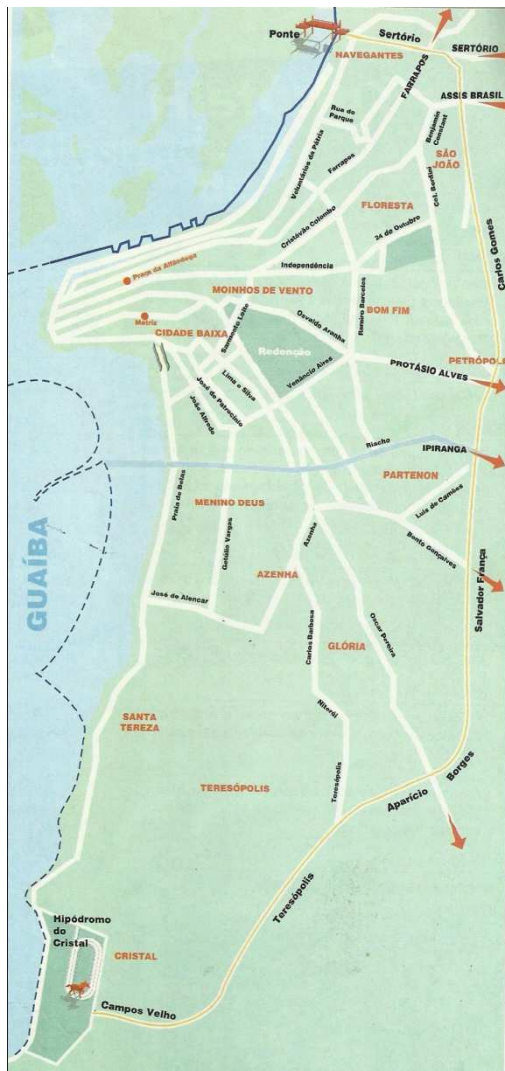 Ponte
Sertório
NAVEGANTES
FARRAPOS
SERTÓRIO
ASSIS BRASIL
Rua do
Parque
Benjamin
Constant
Voluntários da Pátria
Farrapos
SÃO
JOÃO
Cel. Bordini
FLORESTA
Cristóvão Colombo
24 de Outubro
Carlos Gomes
Praça da Alfândega
Independência
MOINHOS DE VENTO
Ramiro Barcelos
BOM FIM
Matriz
CIDADE BAIXA
Sarmento Leite
Osvaldo Aranha
Redenção
PETRÓPOLE
PROTÁSIO ALVES
Lima e Silva
Venâncio Aires
José do Patrocínio
João Alfredo
Riacho
IPIRANGA
PARTENON
Praia de Belas
MENINO DEUS
Luis de Camões
Getúlio Vargas
Azenha
Bento Gonçalves
GUAÍBA
AZENHA
José de Alencar
Salvador França
Carlos Barbosa
GLÓRIA
Oscar Pereira
Niterói
SANTA
TEREZA
TERESÓPOLIS
Teresópolis
Aparício
Borges
Teresópolis
Hipódromo
do
Cristal
CRISTAL
Campos Velho